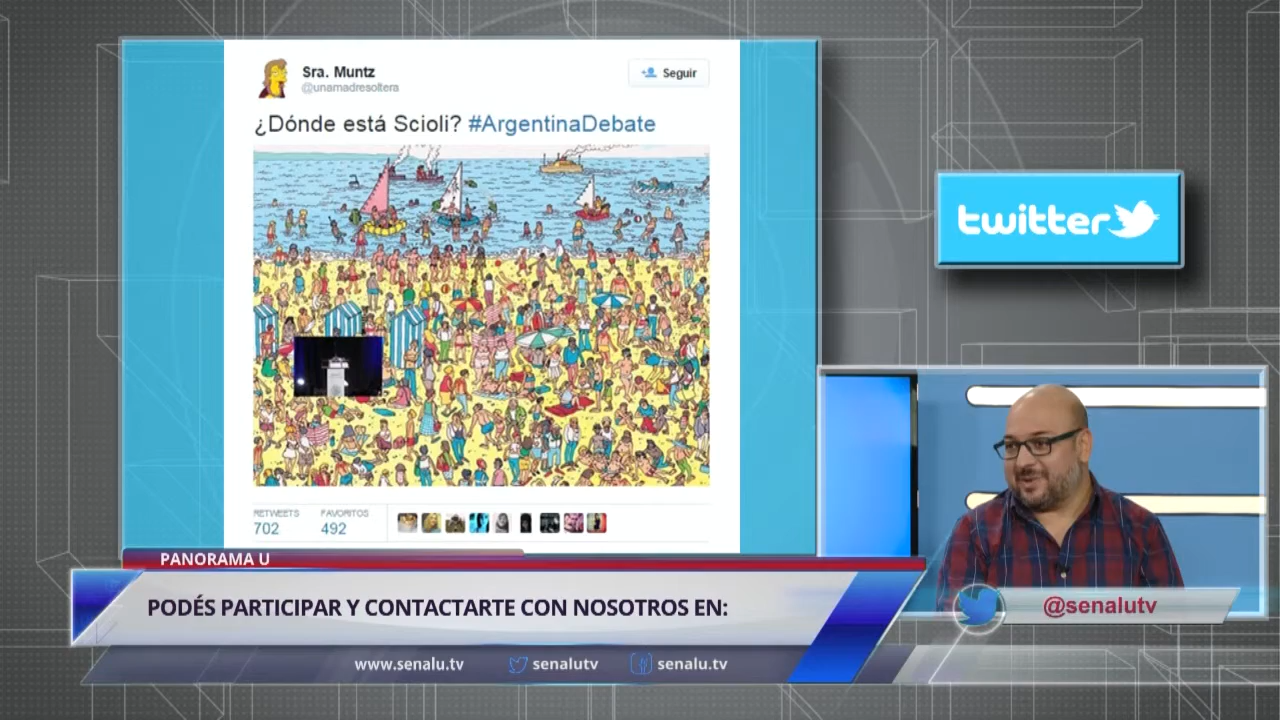 Sra. Muntz
@unamadresoltera
Seguir
¿Dónde está Scioli? #ArgentinaDebate
RETWEETS
702
FAVORITOS
492
twitter
PANORAMA U
PODÉS PARTICIPAR Y CONTACTARTE CON NOSOTROS EN:
www.senalu.tv
senalutv
senalu.tv
@senalutv